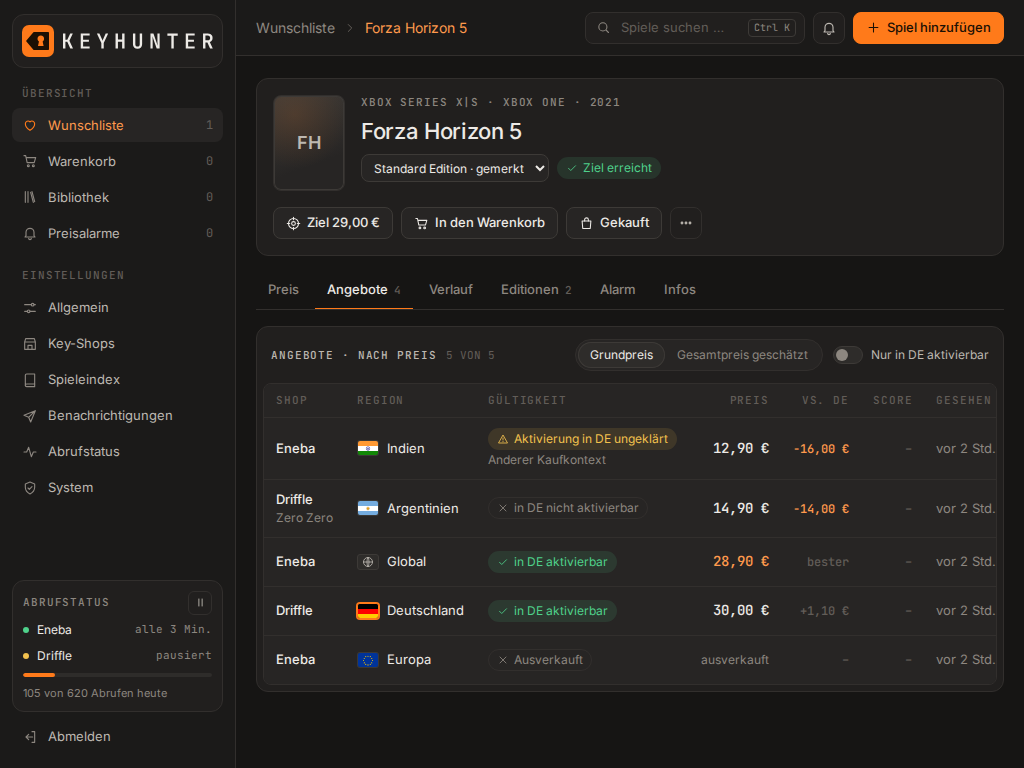 KEYHUNTER
Wunschliste > Forza Horizon 5
Spiele suchen ... Ctrl K
+ Spiel hinzufügen
ÜBERSICHT
Wunschliste 1
Warenkorb 0
Bibliothek 0
Preisalarme 0
EINSTELLUNGEN
Allgemein
Key-Shops
Spieleindex
Benachrichtigungen
Abrufstatus
System
ABRUFSTATUS
Eneba alle 3 Min.
Driffle pausiert
105 von 620 Abrufen heute
Abmelden
FH
XBOX SERIES X|S · XBOX ONE · 2021
Forza Horizon 5
Standard Edition · gemerkt
Ziel erreicht
Ziel 29,00 €
In den Warenkorb
Gekauft
Preis
Angebote 4
Verlauf
Editionen 2
Alarm
Infos
ANGEBOTE · NACH PREIS 5 VON 5
Grundpreis
Gesamtpreis geschätzt
Nur in DE aktivierbar
SHOP REGION GÜLTIGKEIT PREIS VS. DE SCORE GESEHEN
Eneba Indien Aktivierung in DE ungeklärt 12,90 € -16,00 € – vor 2 Std.
Anderer Kaufkontext
Driffle Argentinien in DE nicht aktivierbar 14,90 € -14,00 € – vor 2 Std.
Zero Zero
Eneba Global in DE aktivierbar 28,90 € bester – vor 2 Std.
Driffle Deutschland in DE aktivierbar 30,00 € +1,10 € – vor 2 Std.
Eneba Europa Ausverkauft ausverkauft – – vor 2 Std.